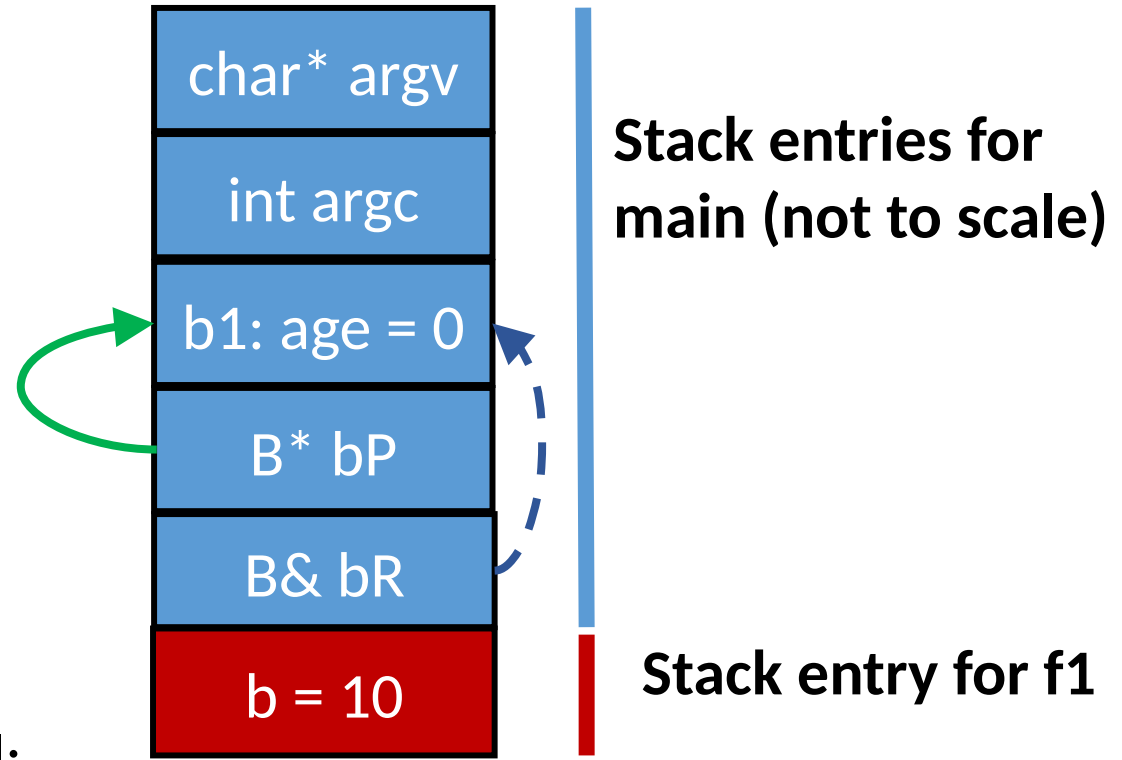 char* argv
int argc
b1: age = 0
B* bP
B& bR
b = 10
Stack entries for
main (not to scale)
Stack entry for f1